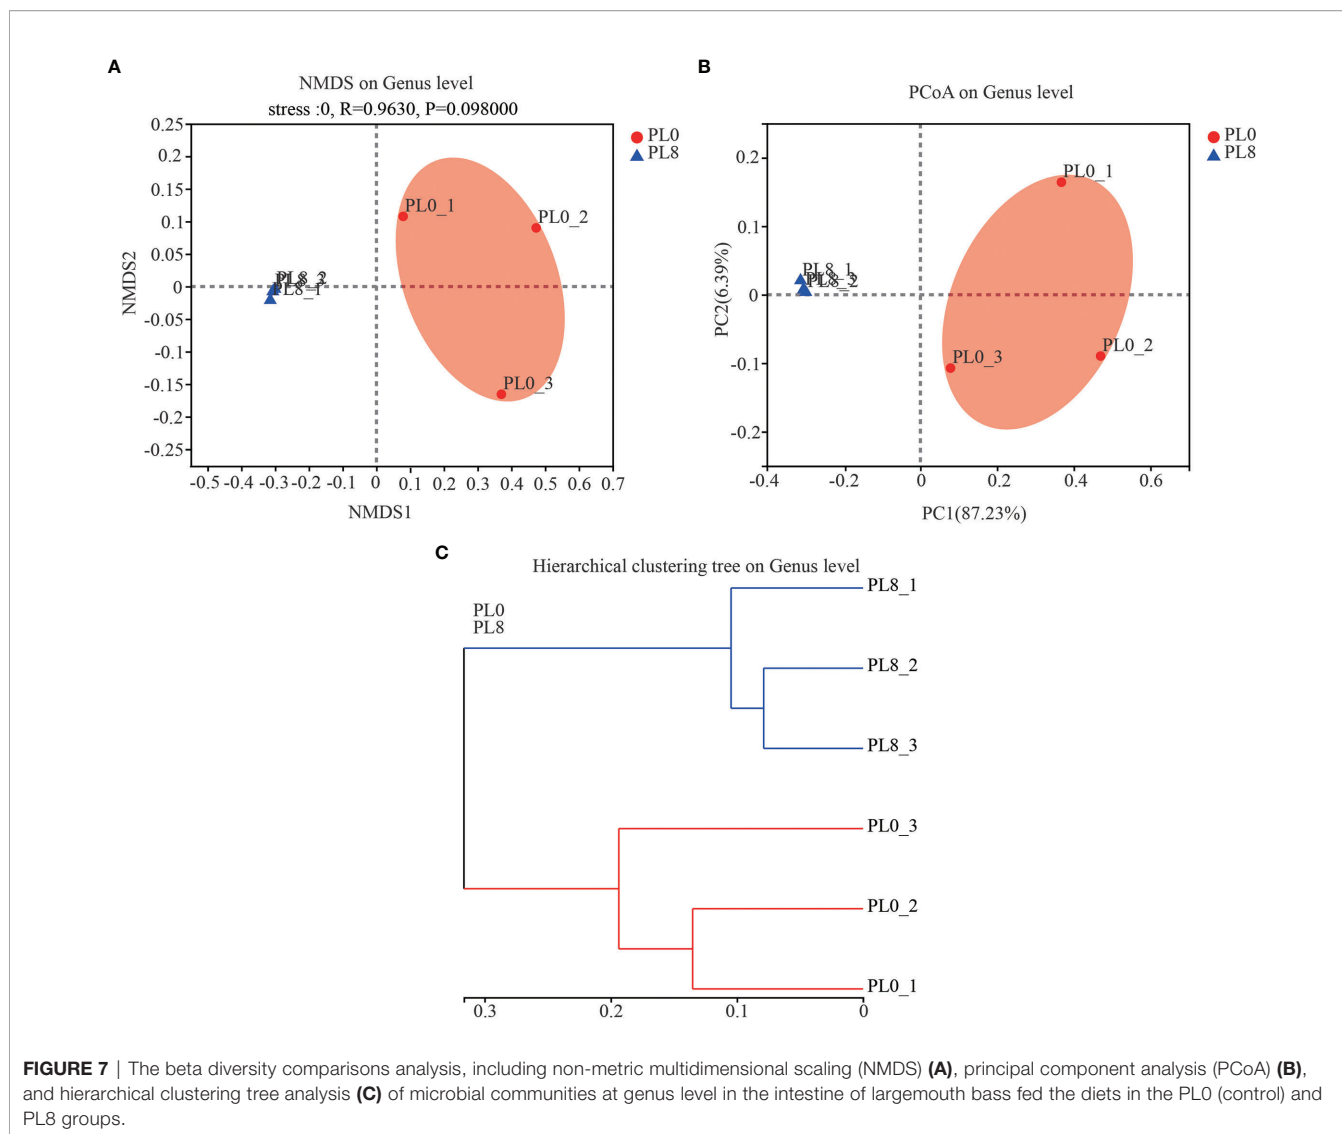 A
NMDS on Genus level
stress :0, R=0.9630, P=0.098000
0.25
0.2
0.15
0.1
0.05
0
-0.05
-0.1
-0.15
-0.2
-0.25
NMDS2
-0.5 -0.4 -0.3 -0.2 -0.1 0 0.1 0.2 0.3 0.4 0.5 0.6 0.7
NMDS1
PL0
PL8
PL0_1
PL0_2
PL0_3
PL8_2
PL8_3
PL8_1
B
PCoA on Genus level
0.2
0.1
0
-0.1
-0.2
PC2(6.39%)
-0.4 -0.2 0 0.2 0.4 0.6
PC1(87.23%)
PL0
PL8
PL0_1
PL8_1
PL8_3
PL8_2
PL0_2
PL0_3
C
Hierarchical clustering tree on Genus level
PL0
PL8
PL8_1
PL8_2
PL8_3
PL0_3
PL0_2
PL0_1
0.3 0.2 0.1 0
FIGURE 7 | The beta diversity comparisons analysis, including non-metric multidimensional scaling (NMDS) (A), principal component analysis (PCoA) (B),
and hierarchical clustering tree analysis (C) of microbial communities at genus level in the intestine of largemouth bass fed the diets in the PL0 (control) and
PL8 groups.